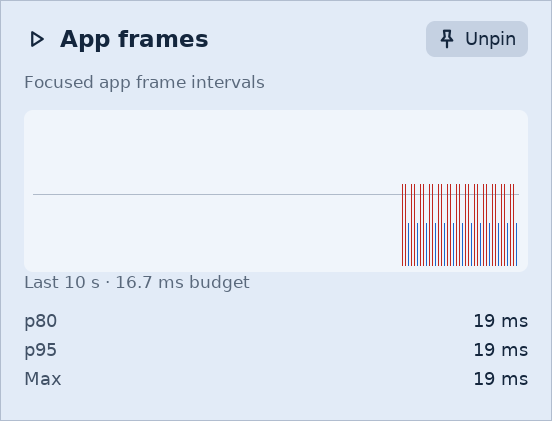 App frames
Unpin
Focused app frame intervals
Last 10 s · 16.7 ms budget
p80 19 ms
p95 19 ms
Max 19 ms